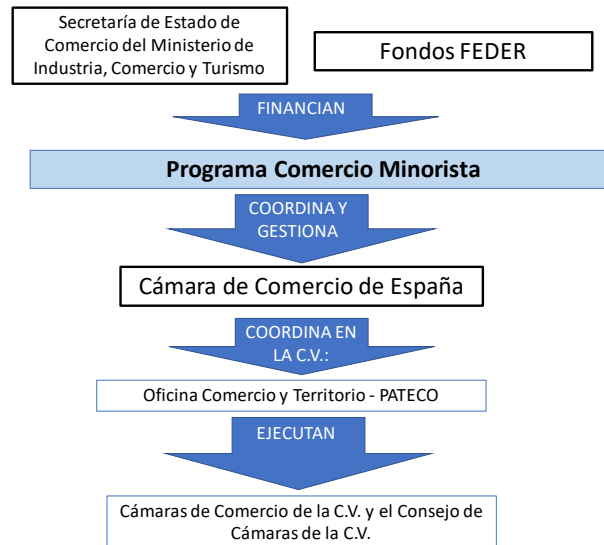 Secretaría de Estado de
Comercio del Ministerio de
Industria, Comercio y Turismo
Fondos FEDER
FINANCIAN
Programa Comercio Minorista
COORDINA Y
GESTIONA
Cámara de Comercio de España
COORDINA EN
LA C.V.:
Oficina Comercio y Territorio - PATECO
EJECUTAN
Cámaras de Comercio de la C.V. y el Consejo de
Cámaras de la C.V.